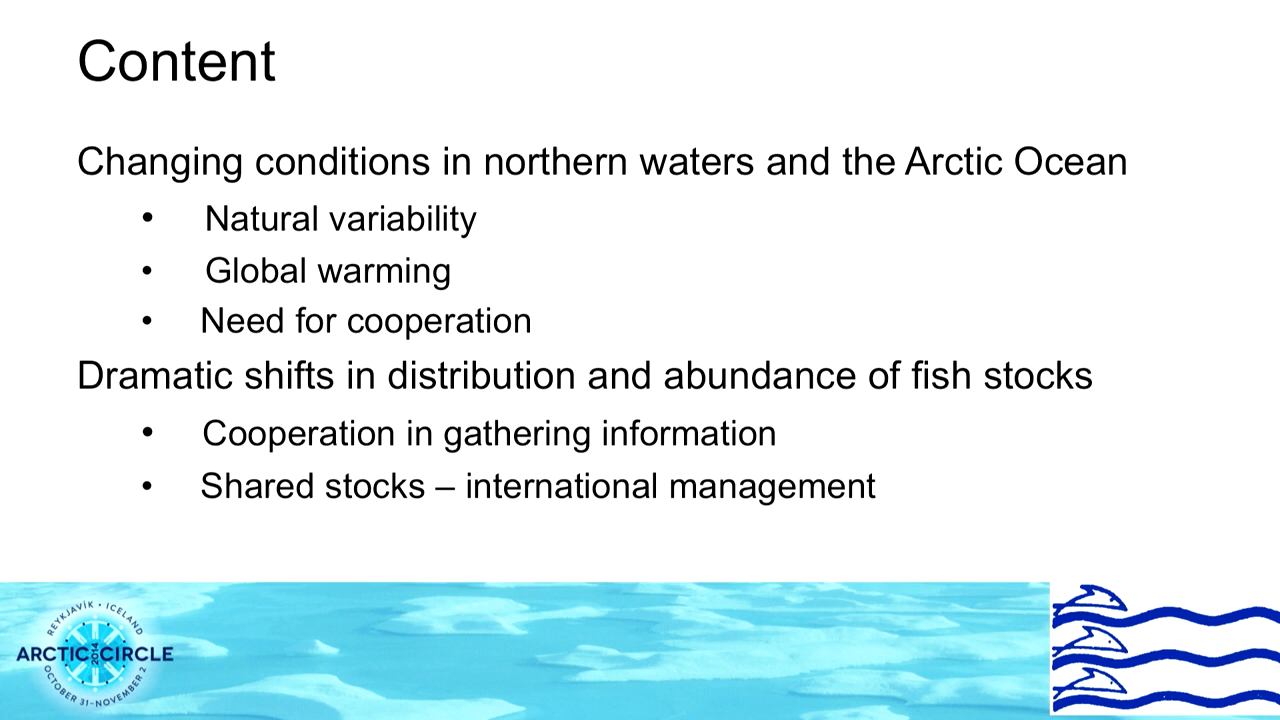 Content
Changing conditions in northern waters and the Arctic Ocean
• Natural variability
• Global warming
• Need for cooperation
Dramatic shifts in distribution and abundance of fish stocks
• Cooperation in gathering information
• Shared stocks – international management
REYKJAVÍK • ICELAND
ARCTIC CIRCLE
2014
OCTOBER 31–NOVEMBER 2